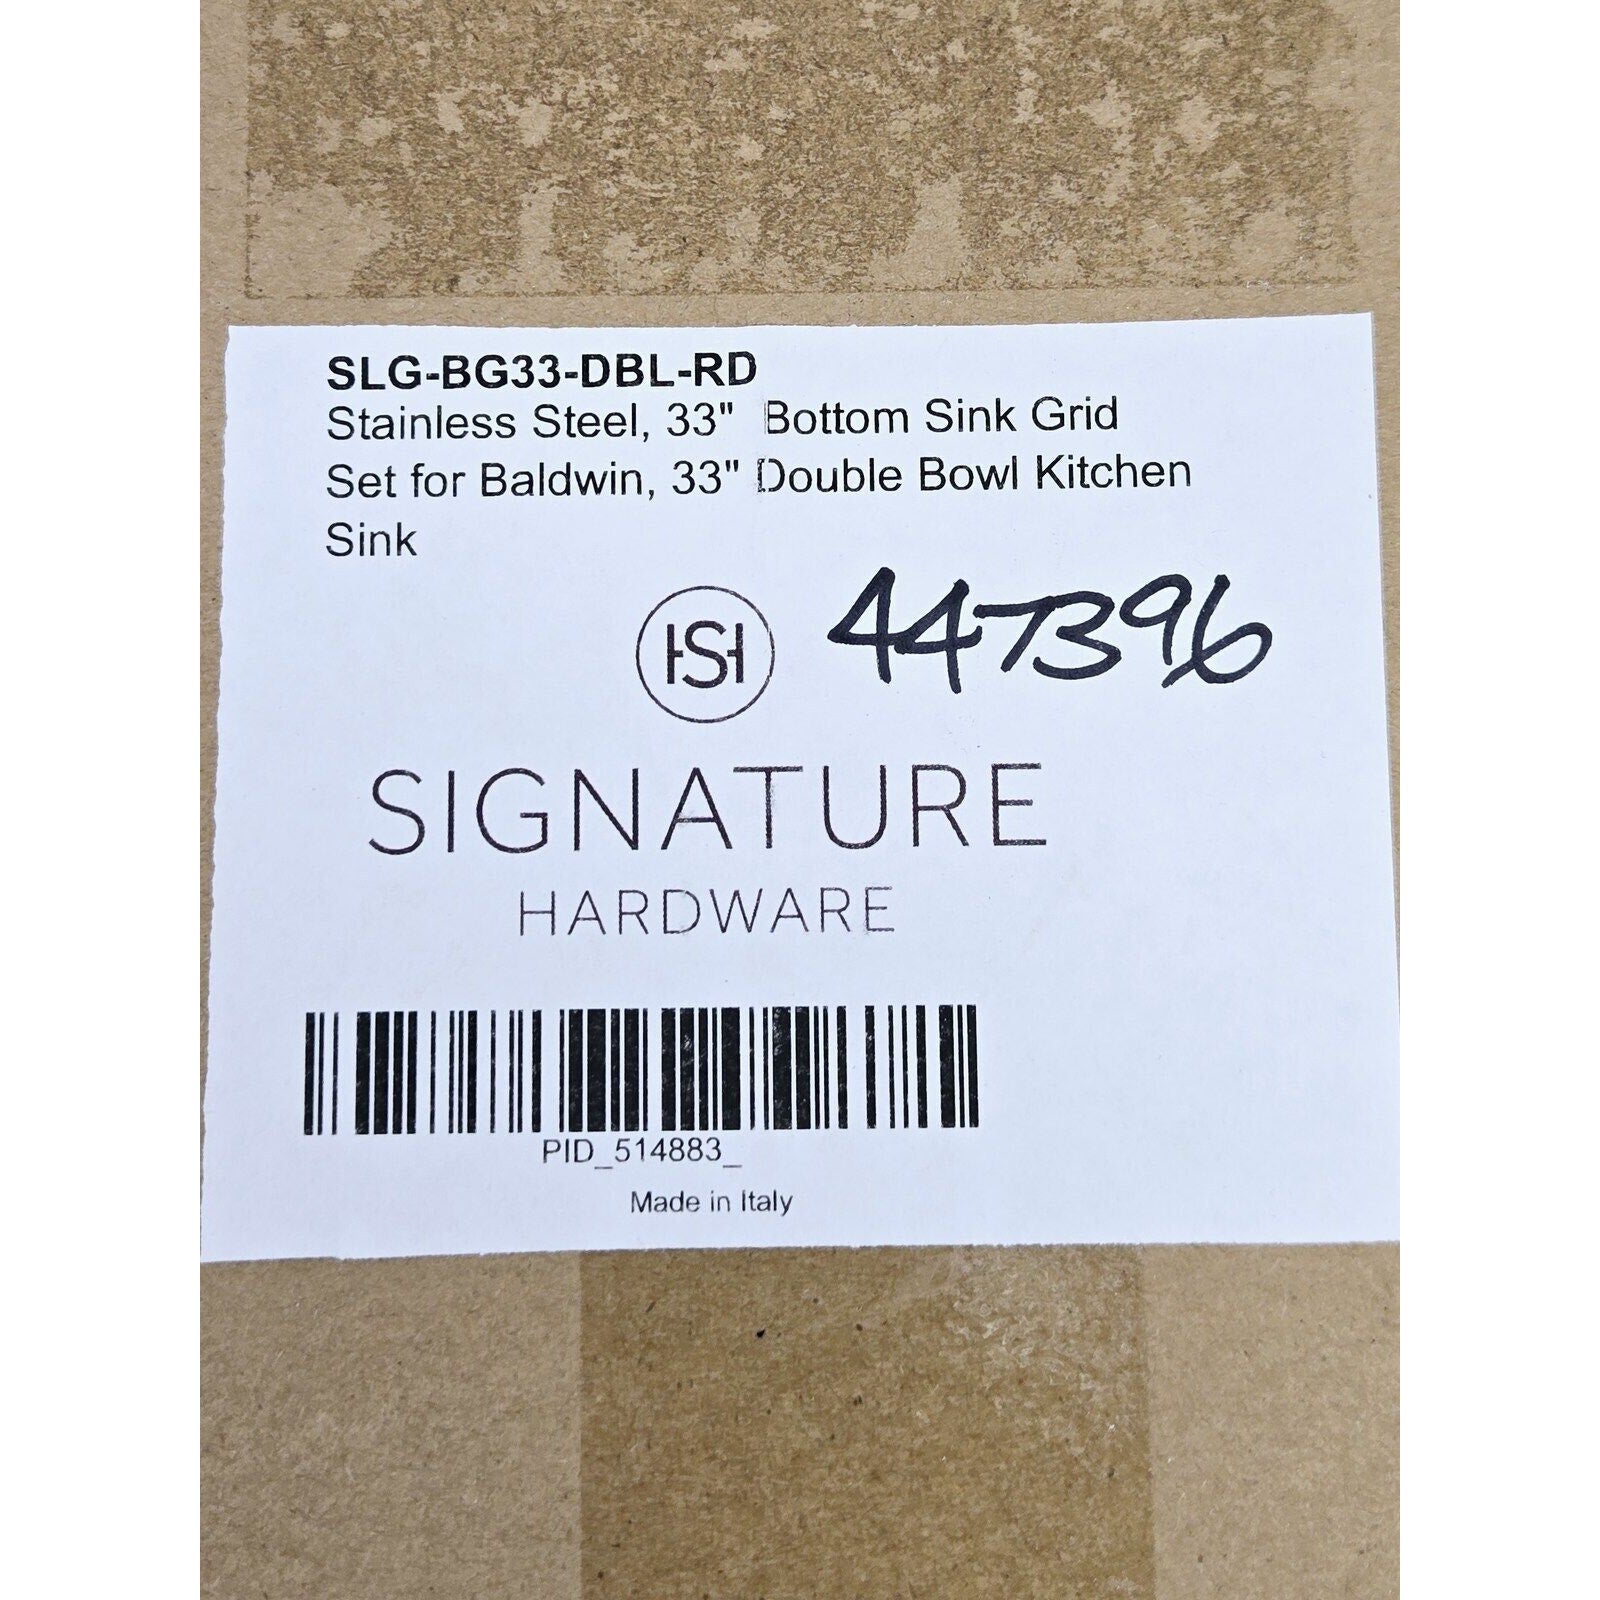 SLG-BG33-DBL-RD
Stainless Steel, 33" Bottom Sink Grid
Set for Baldwin, 33" Double Bowl Kitchen
Sink
HS
447396
SIGNATURE
HARDWARE
PID_514883_
Made in Italy